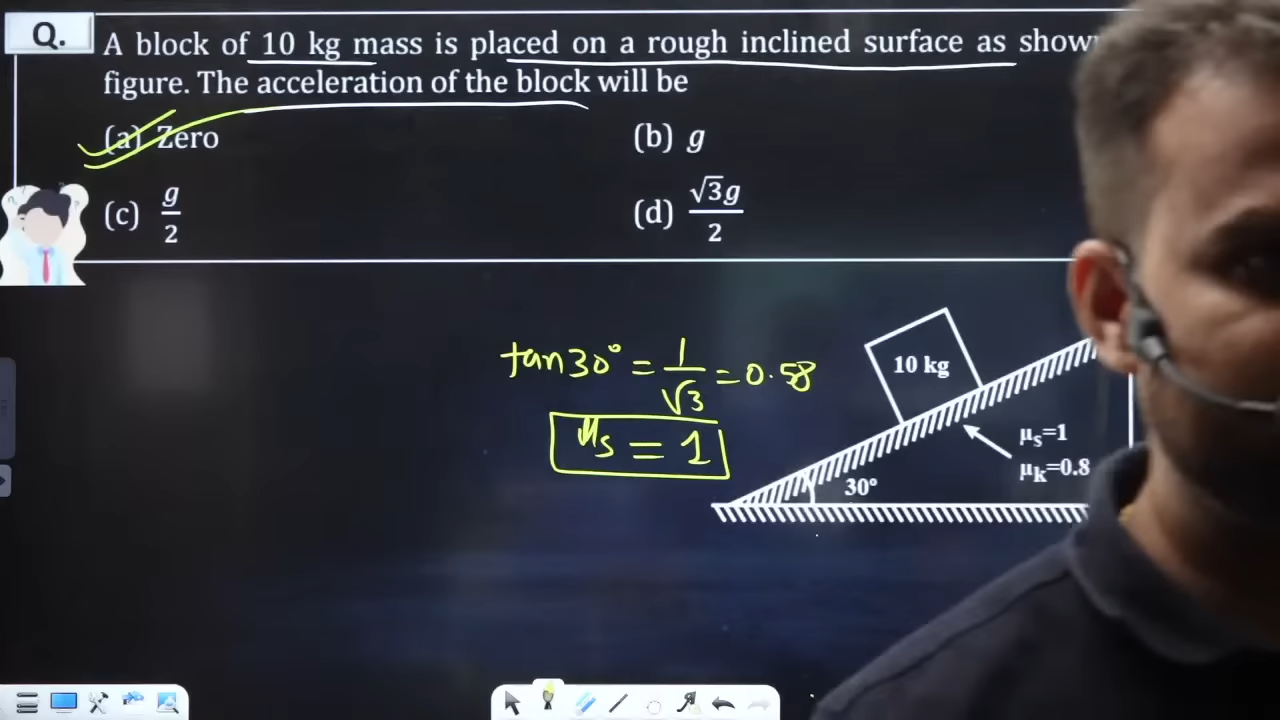 Q.
A block of 10 kg mass is placed on a rough inclined surface as
figure. The acceleration of the block will be
(a) Zero
(b) g
(c) g/2
(d) √3g/2
tan30° = 1/√3 = 0.58
μs = 1
10 kg
μs=1
μk=0.8
30°